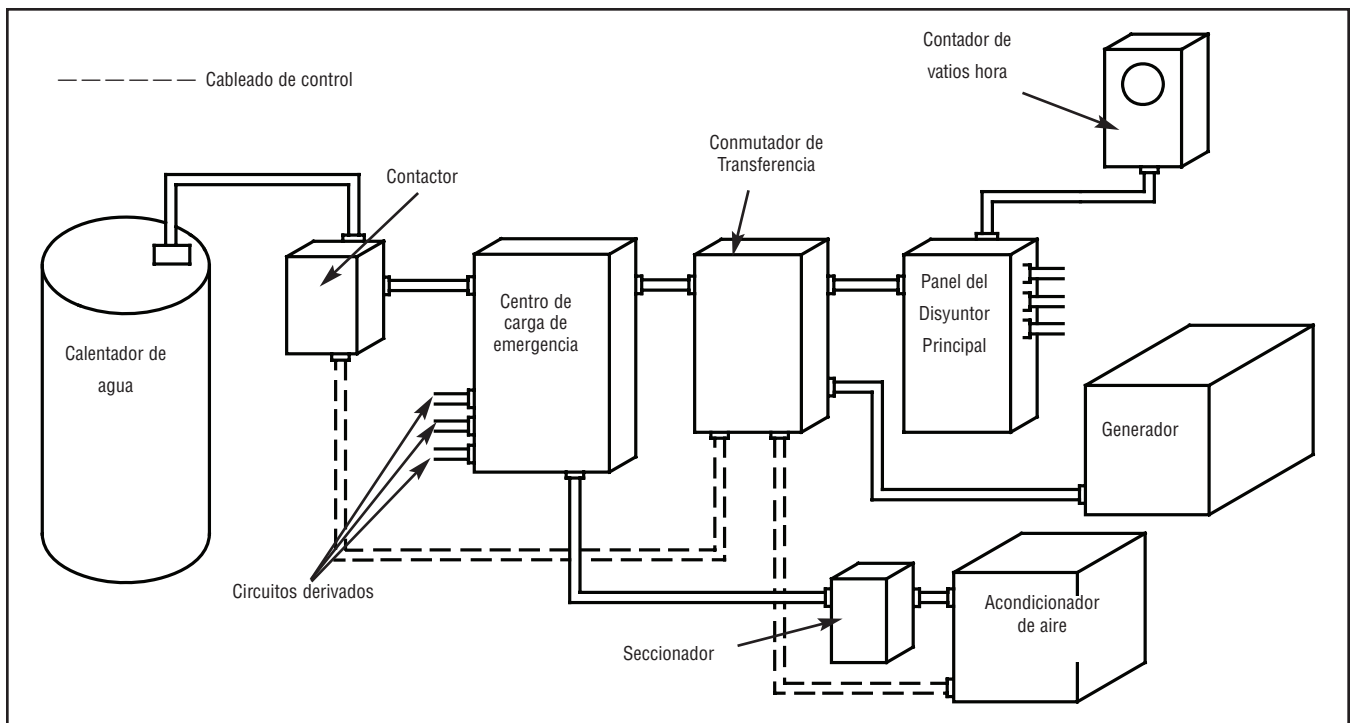 Contador de
vatios hora
Cableado de control
Conmutador de
Transferencia
Contactor
Panel del
Disyuntor
Principal
Centro de
carga de
emergencia
Calentador de
agua
Generador
Circuitos derivados
Acondicionador
de aire
Seccionador